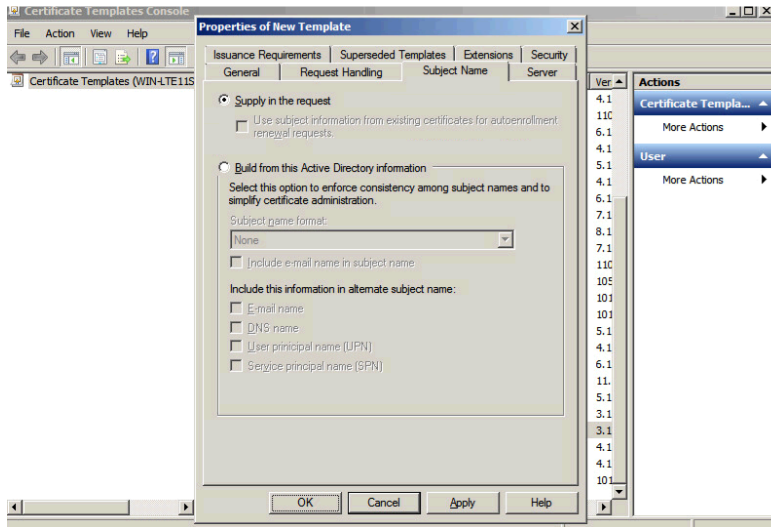 Certificate Templates Console
File Action View Help
Certificate Templates (WIN-LTE11S
Properties of New Template
Issuance Requirements Superseded Templates Extensions Security
General Request Handling Subject Name Server
Supply in the request
Use subject information from existing certificates for autoenrollment
renewal requests.
Build from this Active Directory information
Select this option to enforce consistency among subject names and to
simplify certificate administration.
Subject name format:
None
Include e-mail name in subject name
Include this information in alternate subject name:
E-mail name
DNS name
User prinicipal name (UPN)
Service principal name (SPN)
OK Cancel Apply Help
Ver
4.1
110
6.1
4.1
5.1
4.1
6.1
7.1
8.1
7.1
110
105
101
101
5.1
4.1
6.1
11.
5.1
3.1
3.1
4.1
4.1
101
Actions
Certificate Templa...
More Actions
User
More Actions